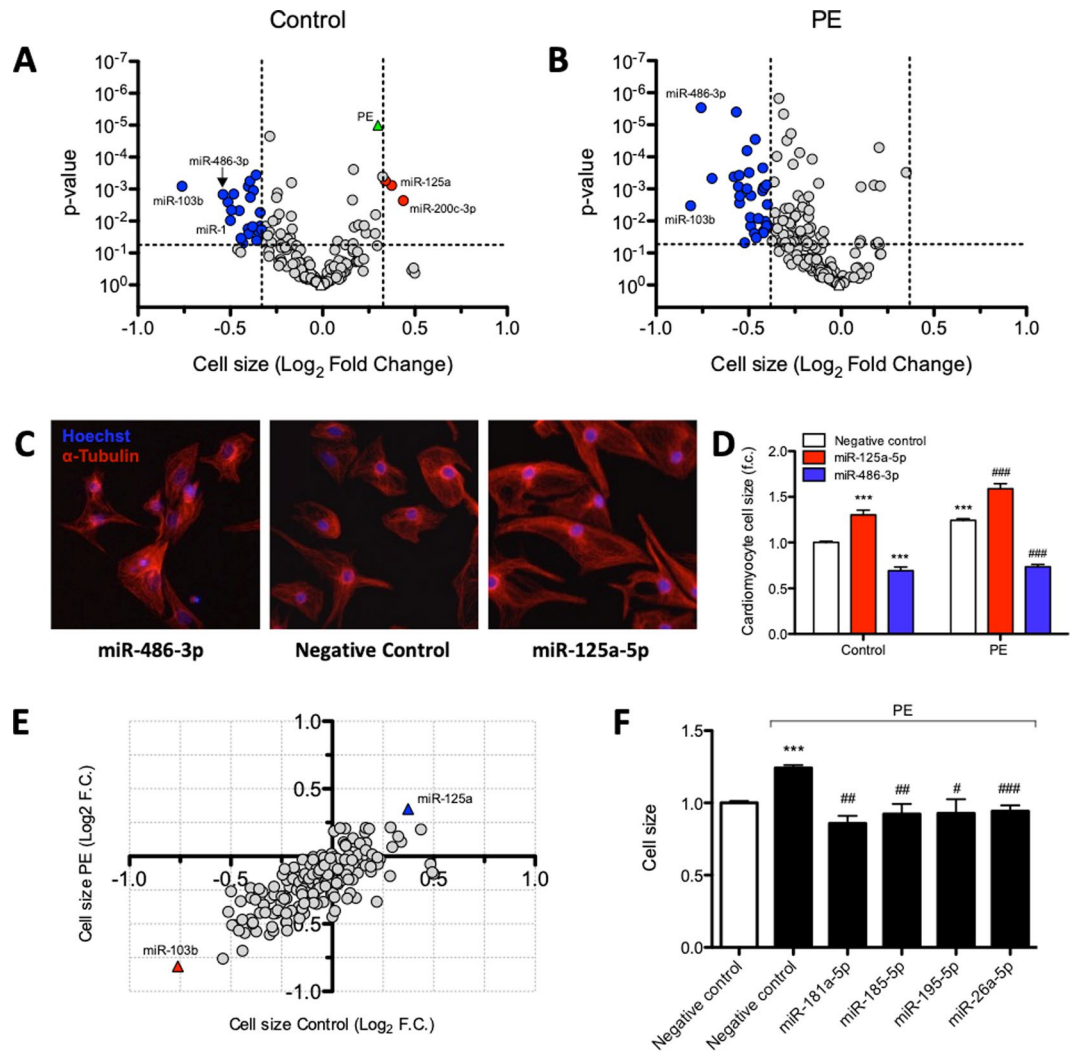 Control
PE
A
B
10⁻⁷
10⁻⁶
10⁻⁵
10⁻⁴
10⁻³
10⁻²
10⁻¹
10⁰
p-value
PE
miR-486-3p
miR-103b
miR-1
miR-125a
miR-200c-3p
-1.0
-0.5
0.0
0.5
1.0
Cell size (Log₂ Fold Change)
10⁻⁷
10⁻⁶
10⁻⁵
10⁻⁴
10⁻³
10⁻²
10⁻¹
10⁰
p-value
miR-486-3p
miR-103b
-1.0
-0.5
0.0
0.5
1.0
Cell size (Log₂ Fold Change)
C
Hoechst
α-Tubulin
miR-486-3p
Negative Control
miR-125a-5p
D
Negative control
miR-125a-5p
miR-486-3p
Cardiomyocyte cell size (f.c.)
2.0
1.5
1.0
0.5
0.0
***
***
***
###
###
Control
PE
E
1.0
0.5
miR-125a
Cell size PE (Log2 F.C.)
-1.0
-0.5
0.5
1.0
0.5
miR-103b
-1.0
Cell size Control (Log₂ F.C.)
F
PE
Cell size
1.5
1.0
0.5
0.0
***
##
##
#
###
Negative control
Negative control
miR-181a-5p
miR-185-5p
miR-195-5p
miR-26a-5p